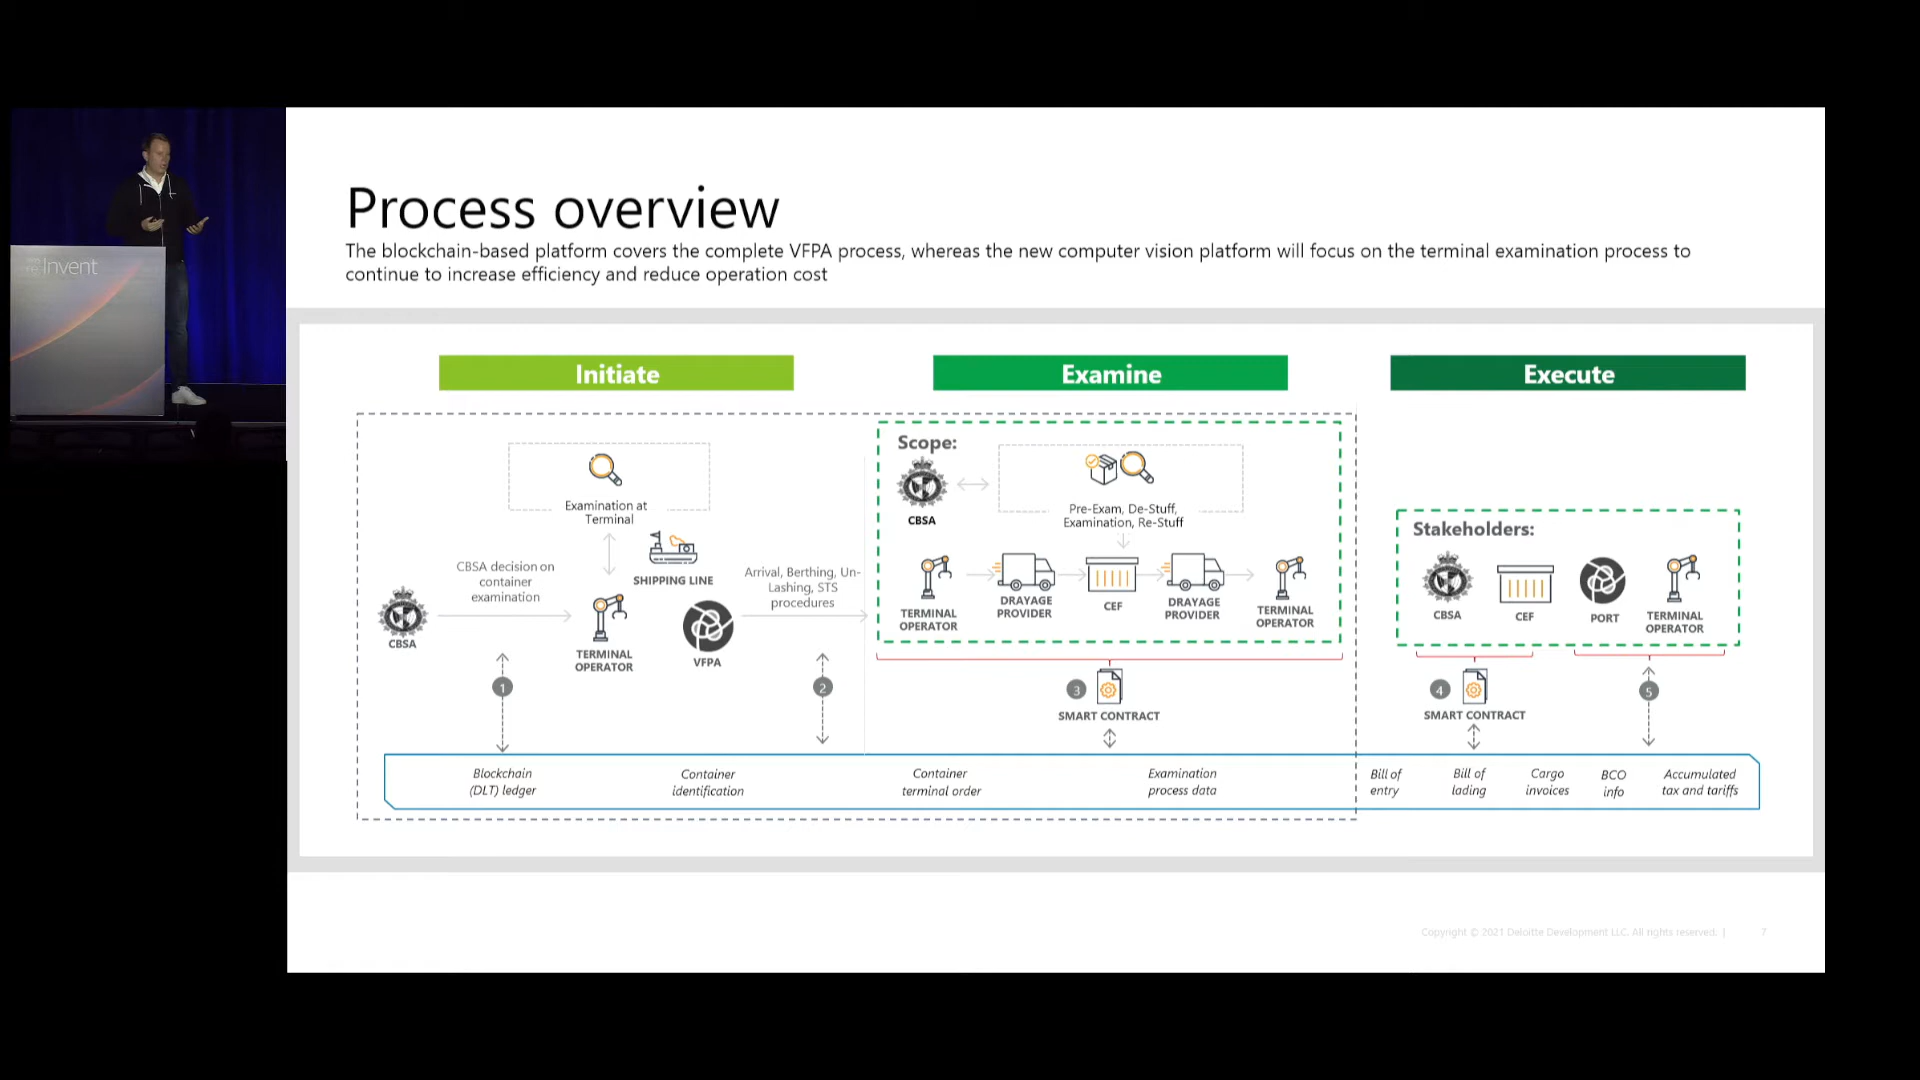 re:Invent
Process overview
The blockchain-based platform covers the complete VFPA process, whereas the new computer vision platform will focus on the terminal examination process to
continue to increase efficiency and reduce operation cost
Initiate
Examine
Execute
Examination at
Terminal
CBSA decision on
container
examination
SHIPPING LINE
Arrival, Berthing, Un-
Lashing, STS
procedures
CBSA
TERMINAL
OPERATOR
VFPA
1
2
Scope:
CBSA
Pre-Exam, De-Stuff,
Examination, Re-Stuff
TERMINAL
OPERATOR
DRAYAGE
PROVIDER
CEF
DRAYAGE
PROVIDER
TERMINAL
OPERATOR
3
SMART CONTRACT
Stakeholders:
CBSA
CEF
PORT
TERMINAL
OPERATOR
4
SMART CONTRACT
5
Blockchain
(DLT) ledger
Container
identification
Container
terminal order
Examination
process data
Bill of
entry
Bill of
lading
Cargo
invoices
BCO
info
Accumulated
tax and tariffs
Copyright © 2021 Deloitte Development LLC. All rights reserved. |
7